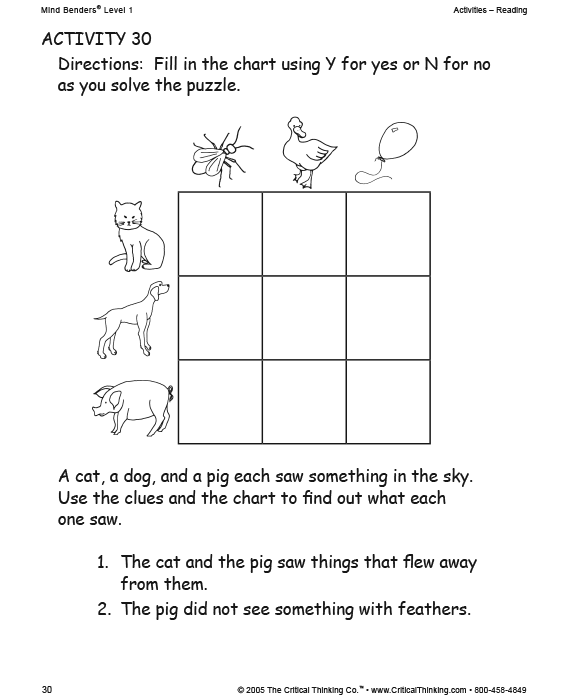 Mind Benders® Level 1
Activities – Reading
ACTIVITY 30
Directions: Fill in the chart using Y for yes or N for no
as you solve the puzzle.
A cat, a dog, and a pig each saw something in the sky.
Use the clues and the chart to find out what each
one saw.
1. The cat and the pig saw things that flew away
from them.
2. The pig did not see something with feathers.
30
© 2005 The Critical Thinking Co.™ • www.CriticalThinking.com • 800-458-4849